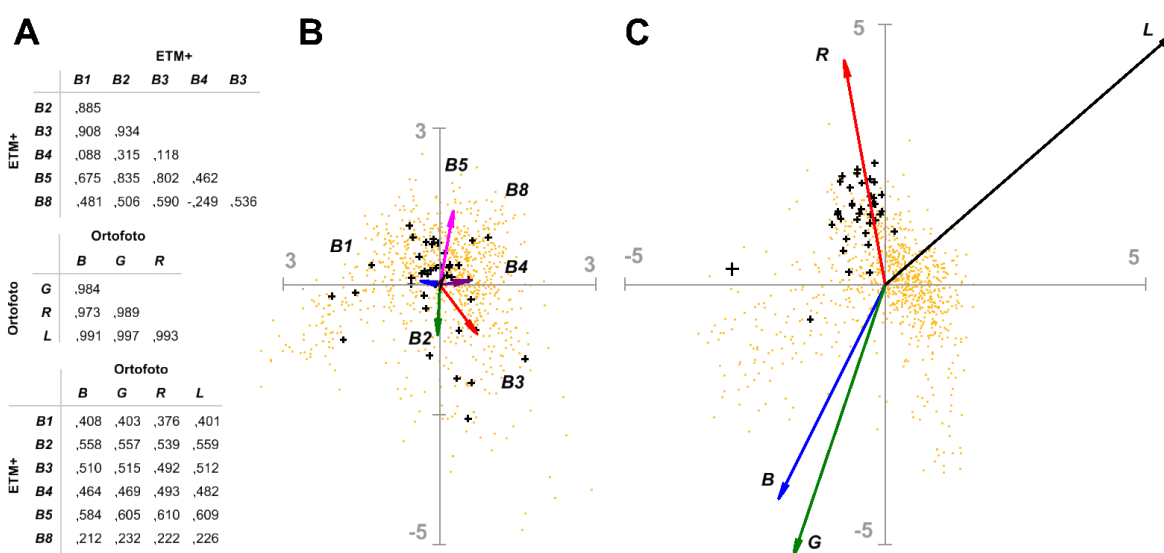 A
ETM+
B1 B2 B3 B4 B3
ETM+
B2 ,885
B3 ,908 ,934
B4 ,088 ,315 ,118
B5 ,675 ,835 ,802 ,462
B8 ,481 ,506 ,590 -,249 ,536
Ortofoto
B G R
Ortofoto
G ,984
R ,973 ,989
L ,991 ,997 ,993
Ortofoto
B G R L
ETM+
B1 ,408 ,403 ,376 ,401
B2 ,558 ,557 ,539 ,559
B3 ,510 ,515 ,492 ,512
B4 ,464 ,469 ,493 ,482
B5 ,584 ,605 ,610 ,609
B8 ,212 ,232 ,222 ,226
B
3
B5
B8
B1
3
B4
3
B2
B3
-5
C
5
L
R
-5
5
B
G
-5